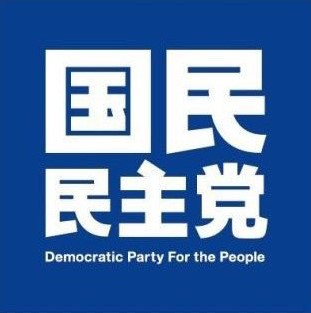 国民
民主党
Democratic Party For the People